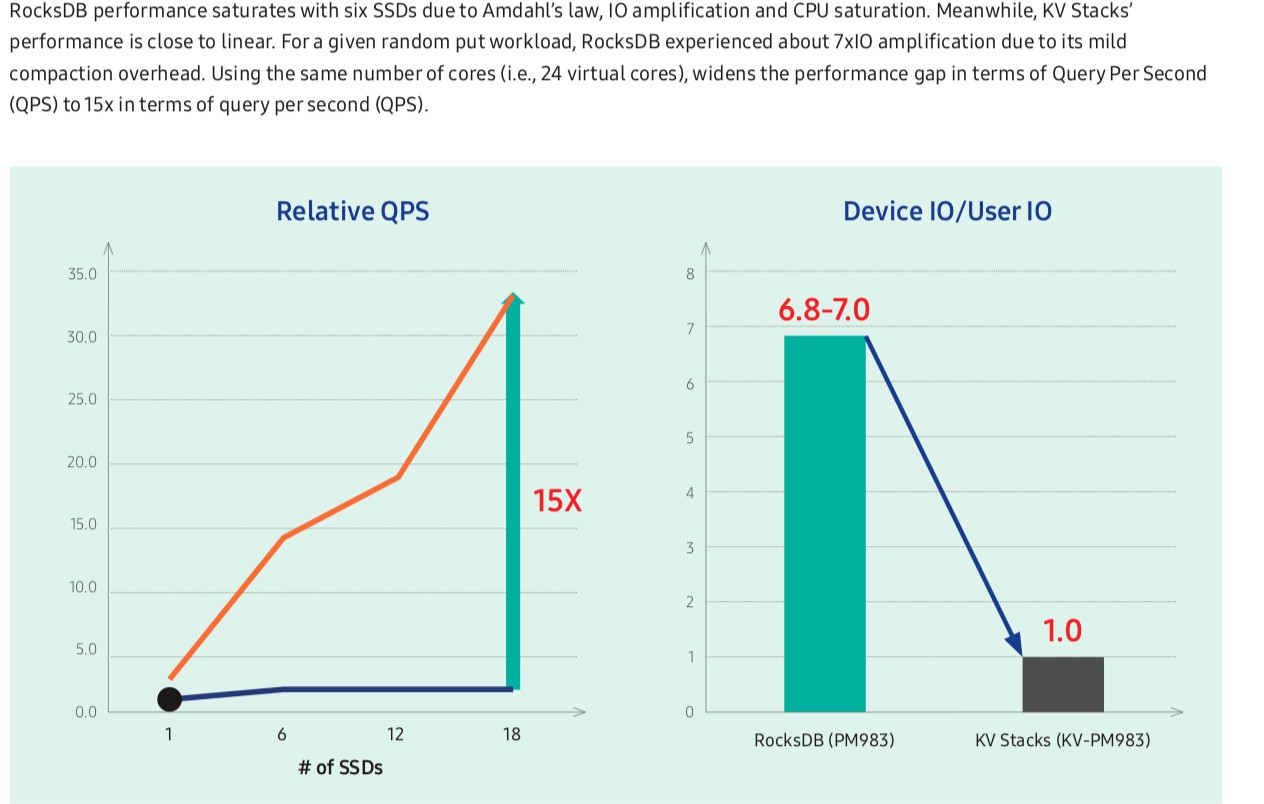 RocksDB performance saturates with six SSDs due to Amdahl’s law, IO amplification and CPU saturation. Meanwhile, KV Stacks’
performance is close to linear. For a given random put workload, RocksDB experienced about 7xIO amplification due to its mild
compaction overhead. Using the same number of cores (i.e., 24 virtual cores), widens the performance gap in terms of Query Per Second
(QPS) to 15x in terms of query per second (QPS).
Relative QPS
35.0
30.0
25.0
20.0
15.0
10.0
5.0
0.0
15X
1 6 12 18
# of SSDs
Device IO/User IO
8
7
6
5
4
3
2
1
0
6.8-7.0
1.0
RocksDB (PM983) KV Stacks (KV-PM983)